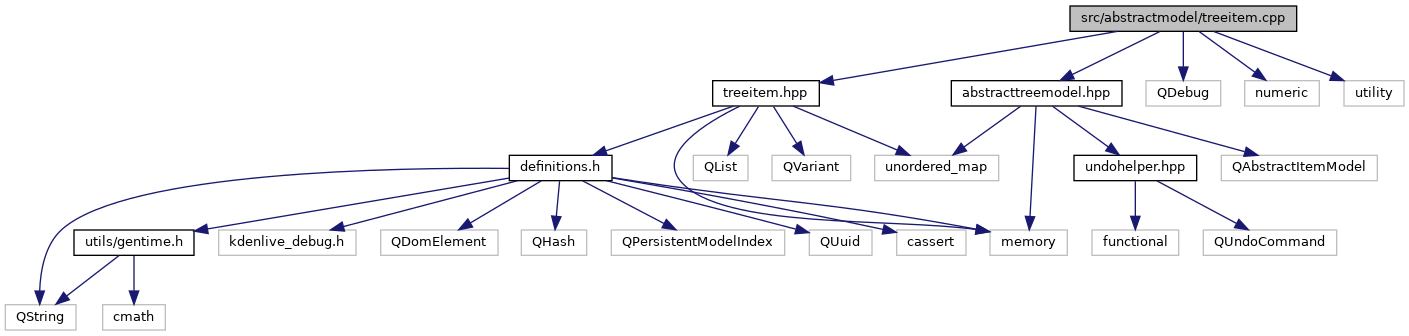 src/abstractmodel/treeitem.cpp
treeitem.hpp
abstracttreemodel.hpp
QDebug
numeric
utility
definitions.h
QList
QVariant
unordered_map
undohelper.hpp
QAbstractItemModel
utils/gentime.h
kdenlive_debug.h
QDomElement
QHash
QPersistentModelIndex
QUuid
cassert
memory
functional
QUndoCommand
QString
cmath